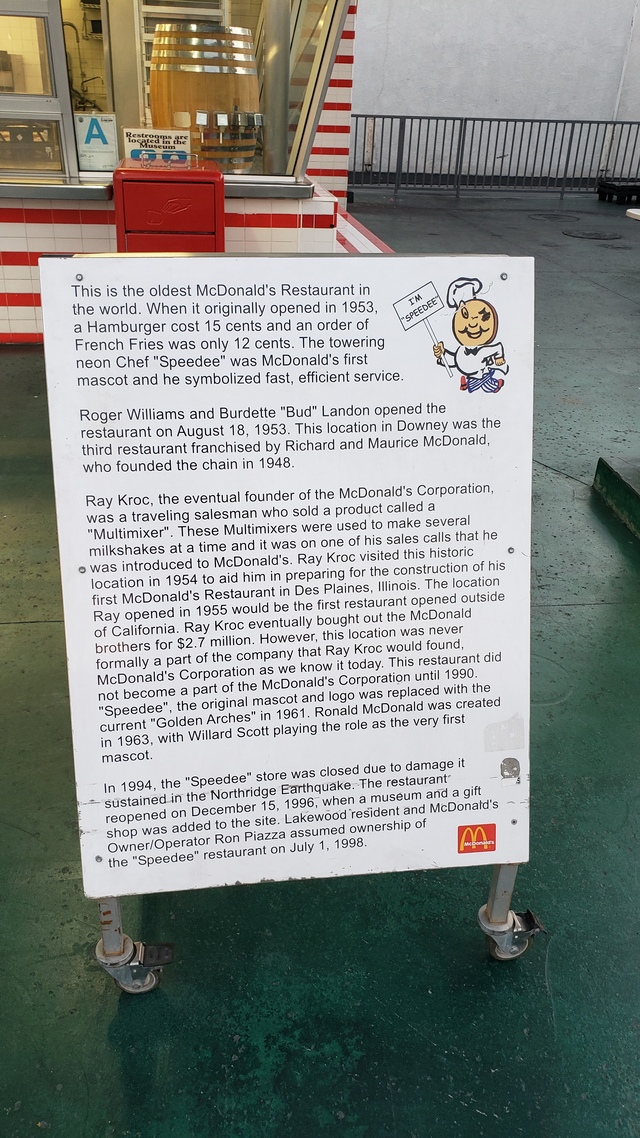 A
Restrooms are
located in the
Museum
This is the oldest McDonald's Restaurant in
the world. When it originally opened in 1953,
a Hamburger cost 15 cents and an order of
French Fries was only 12 cents. The towering
neon Chef "Speedee" was McDonald's first
mascot and he symbolized fast, efficient service.
I'M
"SPEEDEE"
Roger Williams and Burdette "Bud" Landon opened the
restaurant on August 18, 1953. This location in Downey was the
third restaurant franchised by Richard and Maurice McDonald,
who founded the chain in 1948.
Ray Kroc, the eventual founder of the McDonald's Corporation,
was a traveling salesman who sold a product called a
"Multimixer". These Multimixers were used to make several
milkshakes at a time and it was on one of his sales calls that he
was introduced to McDonald's. Ray Kroc visited this historic
location in 1954 to aid him in preparing for the construction of his
first McDonald's Restaurant in Des Plaines, Illinois. The location
Ray opened in 1955 would be the first restaurant opened outside
of California. Ray Kroc eventually bought out the McDonald
brothers for $2.7 million. However, this location was never
formally a part of the company that Ray Kroc would found,
McDonald's Corporation as we know it today. This restaurant did
not become a part of the McDonald's Corporation until 1990.
"Speedee", the original mascot and logo was replaced with the
current "Golden Arches" in 1961. Ronald McDonald was created
in 1963, with Willard Scott playing the role as the very first
mascot.
In 1994, the "Speedee" store was closed due to damage it
sustained in the Northridge Earthquake. The restaurant
reopened on December 15, 1996, when a museum and a gift
shop was added to the site. Lakewood resident and McDonald's
Owner/Operator Ron Piazza assumed ownership of
the "Speedee" restaurant on July 1, 1998.
McDonald's